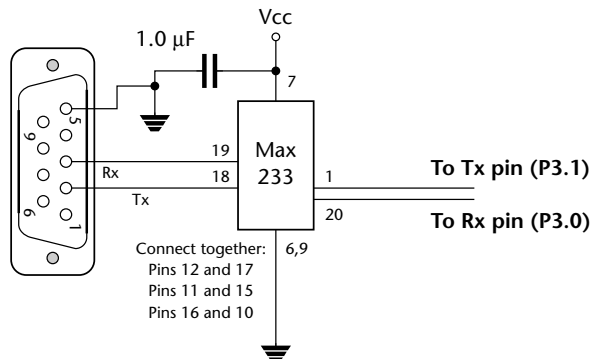 Vcc
1.0 μF
7
5
9
6
1
Rx
Tx
19
18
Max
233
1
20
To Tx pin (P3.1)
To Rx pin (P3.0)
6,9
Connect together:
Pins 12 and 17
Pins 11 and 15
Pins 16 and 10